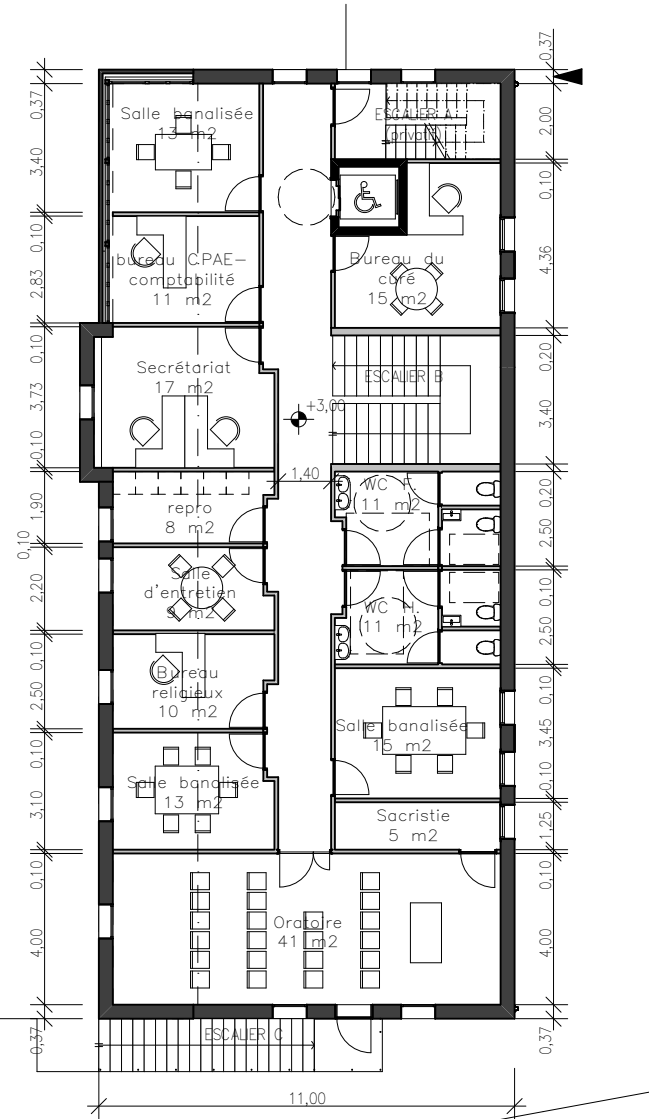 0,37
Salle banalisée
13 m2
ESCALIER A
(privatif)
0,37
2,00
3,40
0,10
bureau CPAE-
comptabilité
11 m2
Bureau du
curé
15 m2
0,10
4,36
2,83
0,10
Secrétariat
17 m2
ESCALIER B
+3,00
0,20
3,40
3,73
0,10
1,40
repro
8 m2
WC F.
11 m2
0,20
2,50
1,90
0,10
Salle
d'entretien
WC H.
11 m2
0,10
2,50
2,20
0,10
Bureau
religieux
10 m2
0,10
2,50
0,10
Salle banalisée
15 m2
3,45
0,10
Salle banalisée
13 m2
3,10
Sacristie
5 m2
1,25
0,10
0,10
Oratoire
41 m2
4,00
4,00
ESCALIER C
0,37
0,37
11,00